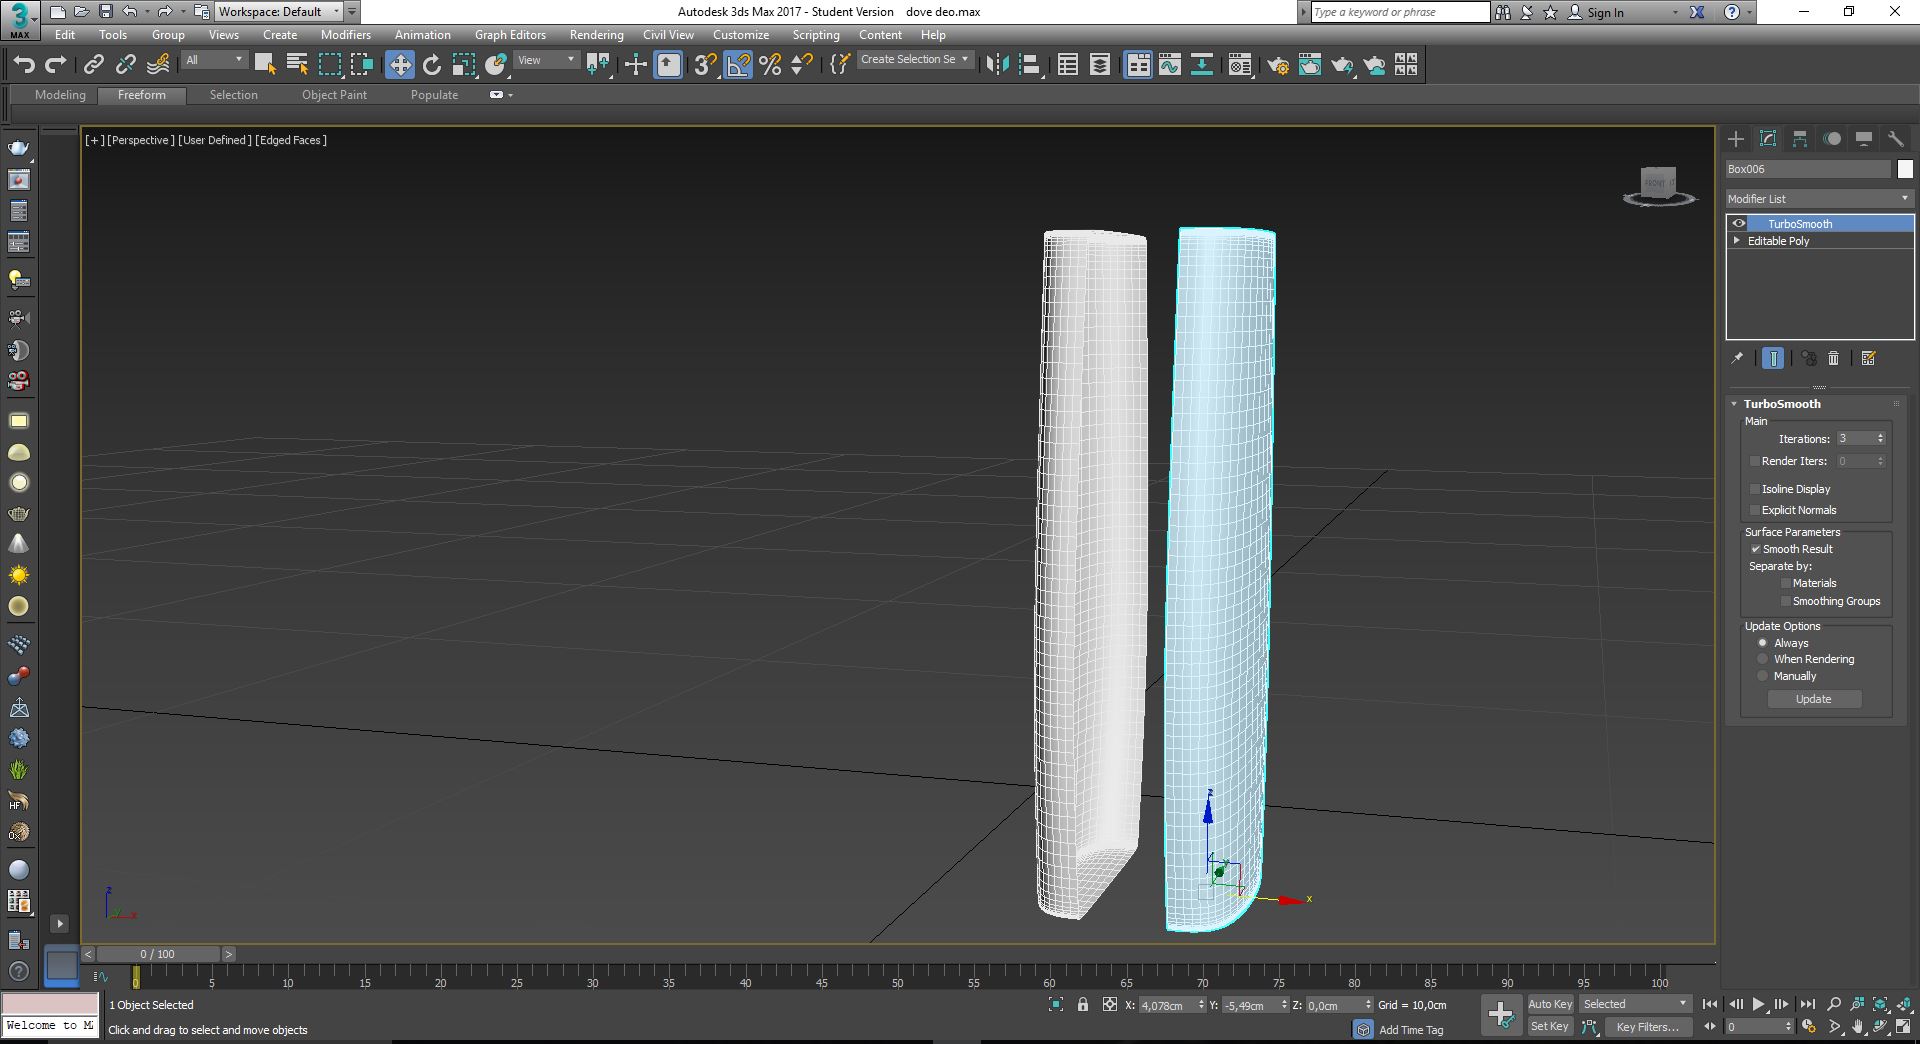 Workspace: Default
Autodesk 3ds Max 2017 - Student Version dove deo.max
Type a keyword or phrase
Sign In
MAX
Edit Tools Group Views Create Modifiers Animation Graph Editors Rendering Civil View Customize Scripting Content Help
All
View
Create Selection Se
Modeling Freeform Selection Object Paint Populate
[+] [Perspective ] [User Defined ] [Edged Faces ]
FRONT
Box006
Modifier List
TurboSmooth
Editable Poly
TurboSmooth
Main
Iterations: 3
Render Iters: 0
Isoline Display
Explicit Normals
Surface Parameters
Smooth Result
Separate by:
Materials
Smoothing Groups
Update Options
Always
When Rendering
Manually
Update
z
x
z
x
HF
0 / 100
0 5 10 15 20 25 30 35 40 45 50 55 60 65 70 75 80 85 90 95 100
1 Object Selected
X: 4,078cm Y: -5,49cm Z: 0,0cm Grid = 10,0cm
Auto Key Selected
Welcome to M
Click and drag to select and move objects
Add Time Tag
Set Key Key Filters...
0